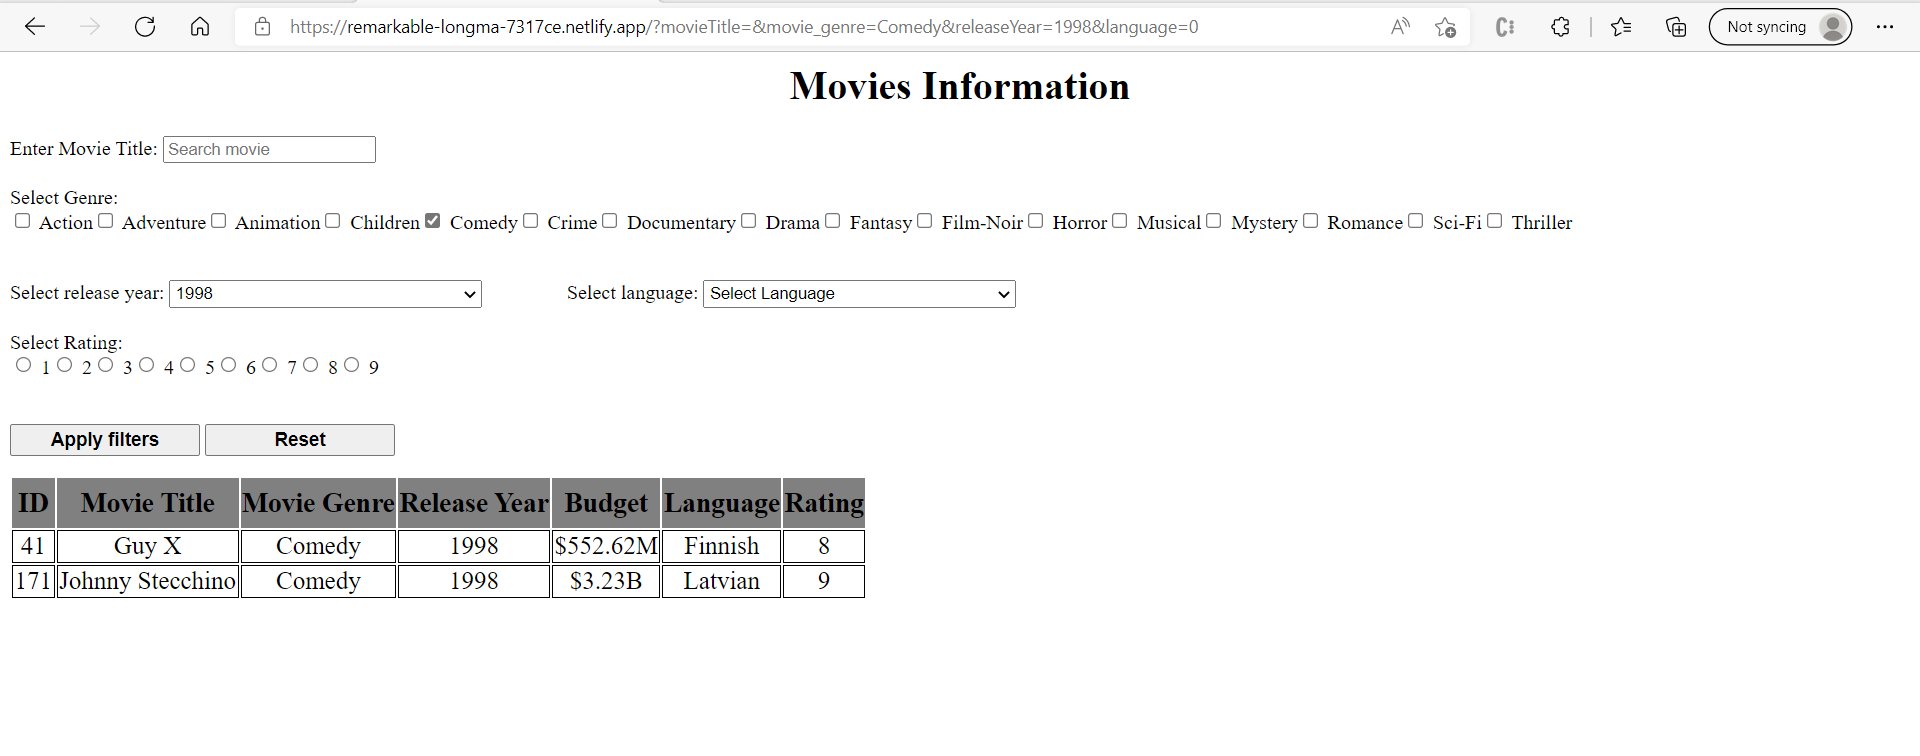 https://remarkable-longma-7317ce.netlify.app/?movieTitle=&movie_genre=Comedy&releaseYear=1998&language=0
Not syncing
Movies Information
Enter Movie Title: Search movie
Select Genre:
Action Adventure Animation Children Comedy Crime Documentary Drama Fantasy Film-Noir Horror Musical Mystery Romance Sci-Fi Thriller
Select release year: 1998 Select language: Select Language
Select Rating:
1 2 3 4 5 6 7 8 9
Apply filters Reset
ID Movie Title Movie Genre Release Year Budget Language Rating
41 Guy X Comedy 1998 $552.62M Finnish 8
171 Johnny Stecchino Comedy 1998 $3.23B Latvian 9